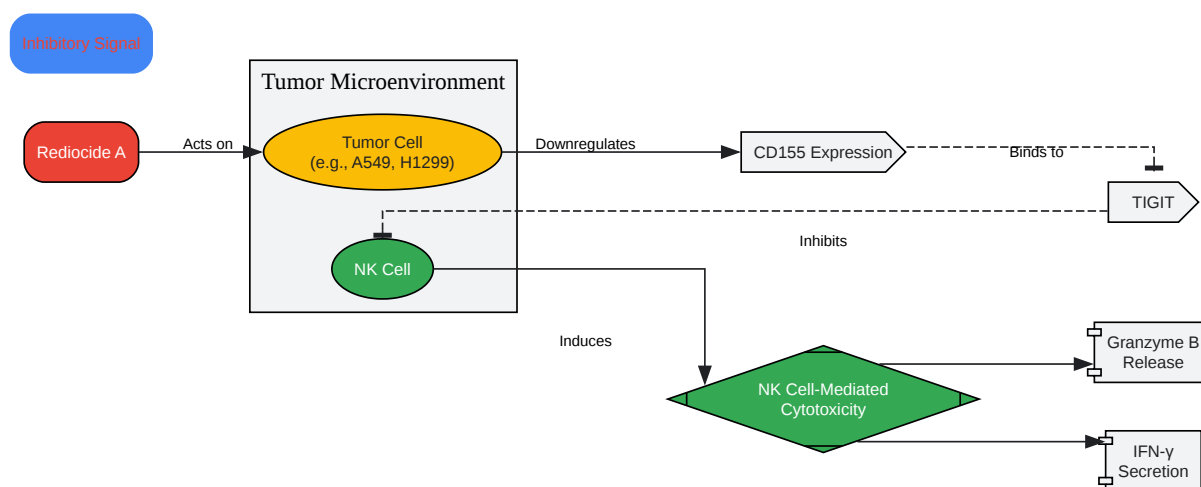 Inhibitory Signal
Tumor Microenvironment
Rediocide A
Acts on
Tumor Cell
(e.g., A549, H1299)
Downregulates
CD155 Expression
Binds to
TIGIT
Inhibits
NK Cell
Induces
NK Cell-Mediated
Cytotoxicity
Granzyme B
Release
IFN-γ
Secretion